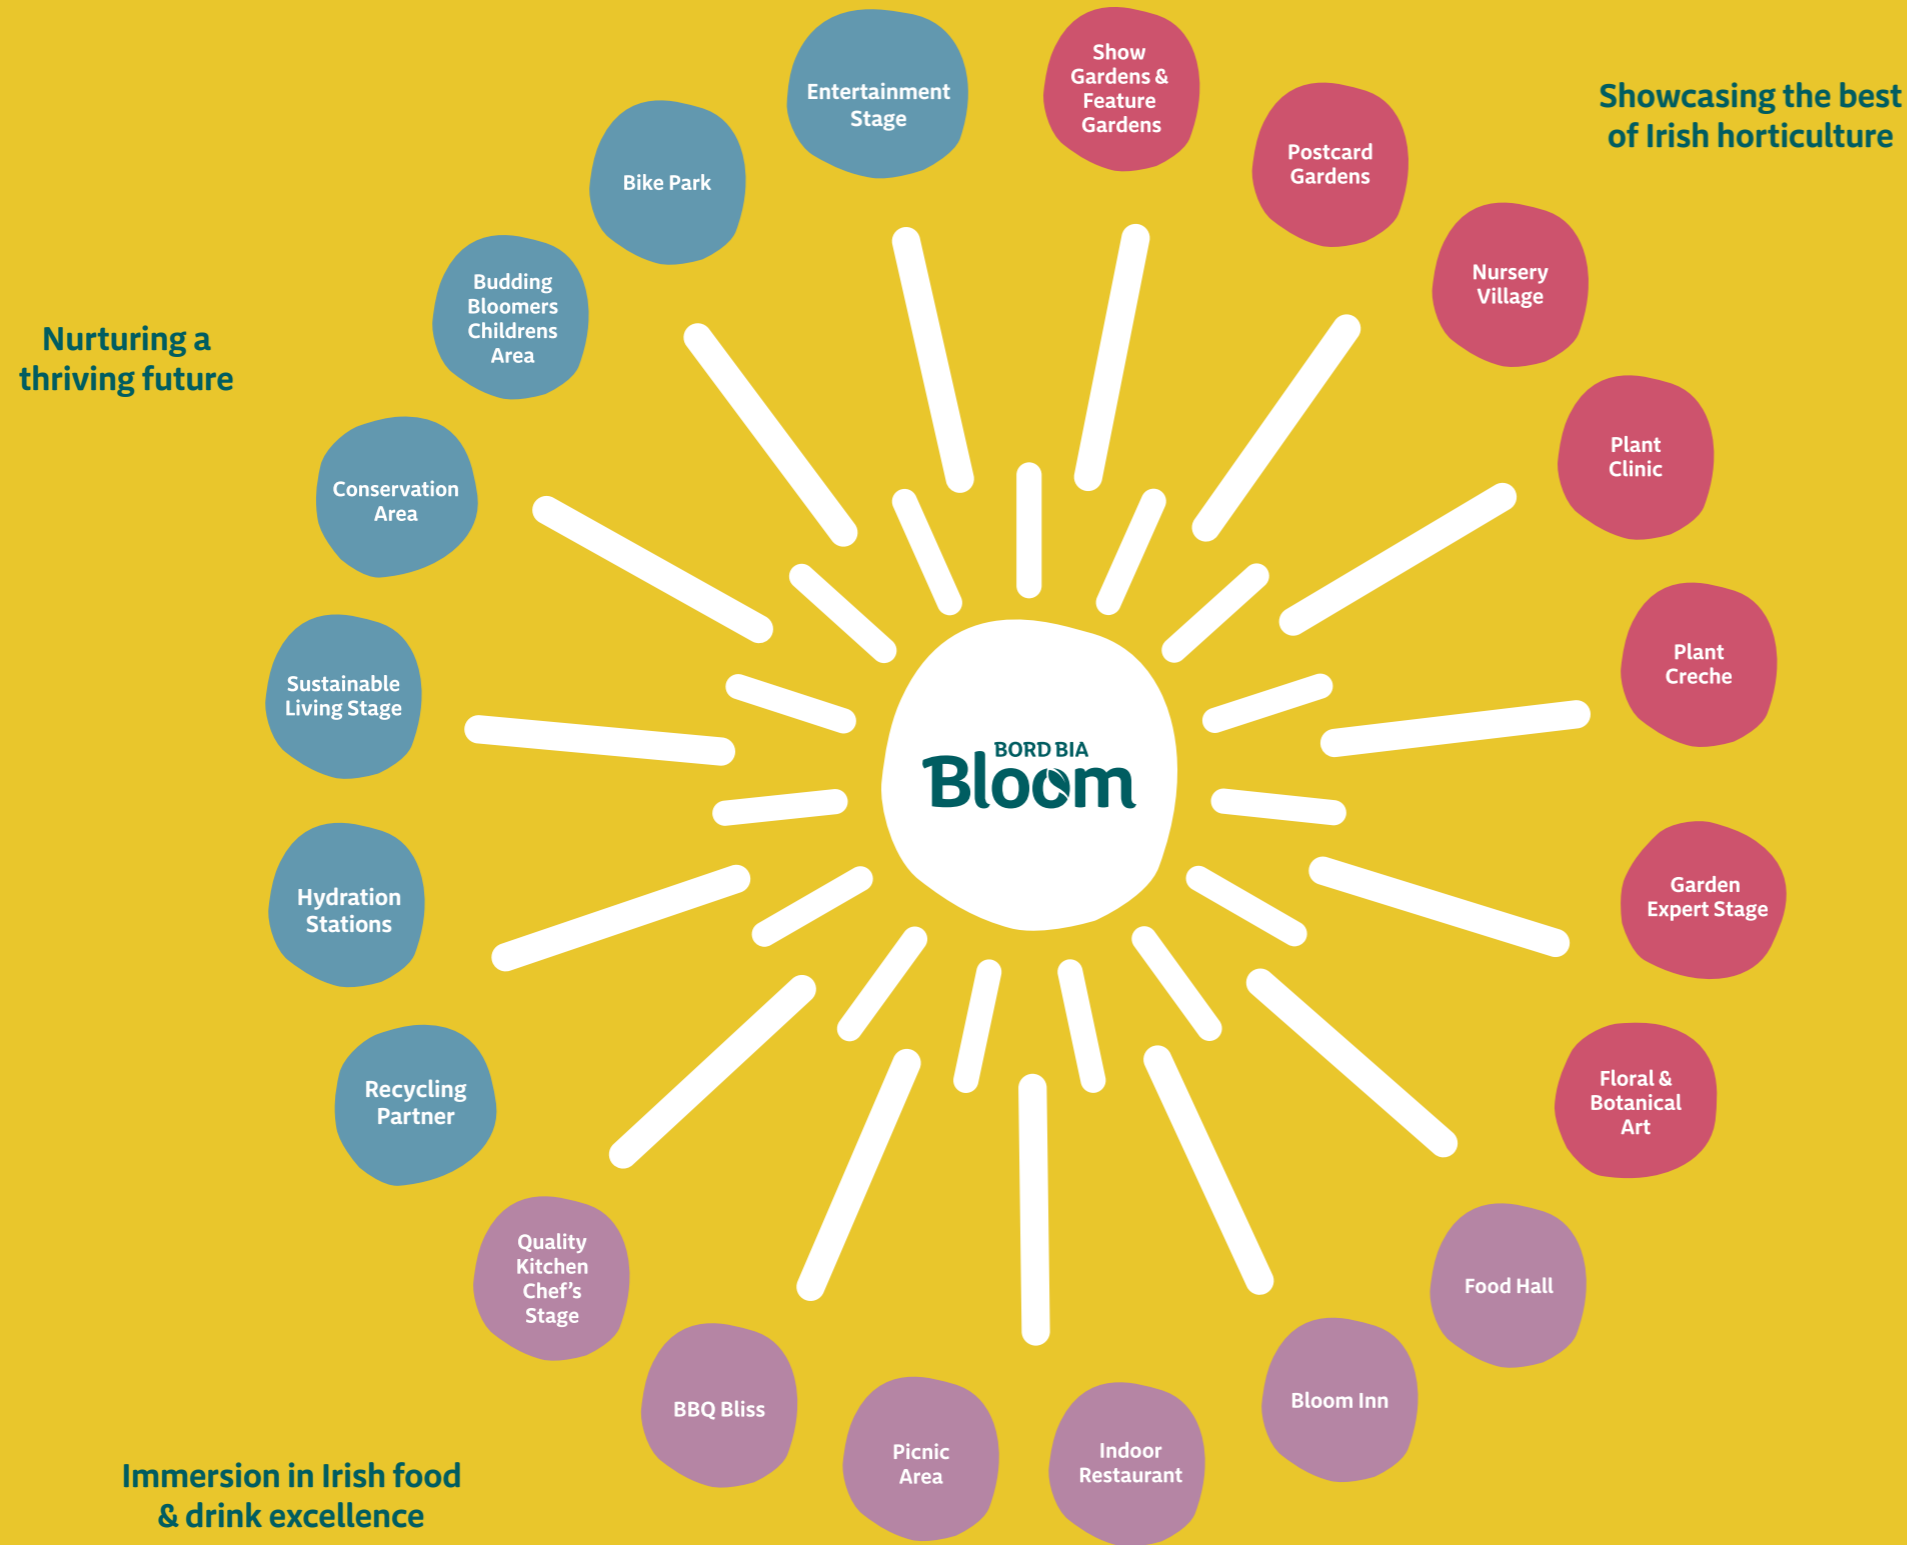 Entertainment
Stage
Show
Gardens &
Feature
Gardens
Postcard
Gardens
Showcasing the best
of Irish horticulture
Bike Park
Nursery
Village
Budding
Bloomers
Childrens
Area
Nurturing a
thriving future
Plant
Clinic
Conservation
Area
Plant
Creche
Sustainable
Living Stage
BORD BIA
Bloom
Garden
Expert Stage
Hydration
Stations
Floral &
Botanical
Art
Recycling
Partner
Quality
Kitchen
Chef’s
Stage
Food Hall
BBQ Bliss
Bloom Inn
Picnic
Area
Indoor
Restaurant
Immersion in Irish food
& drink excellence